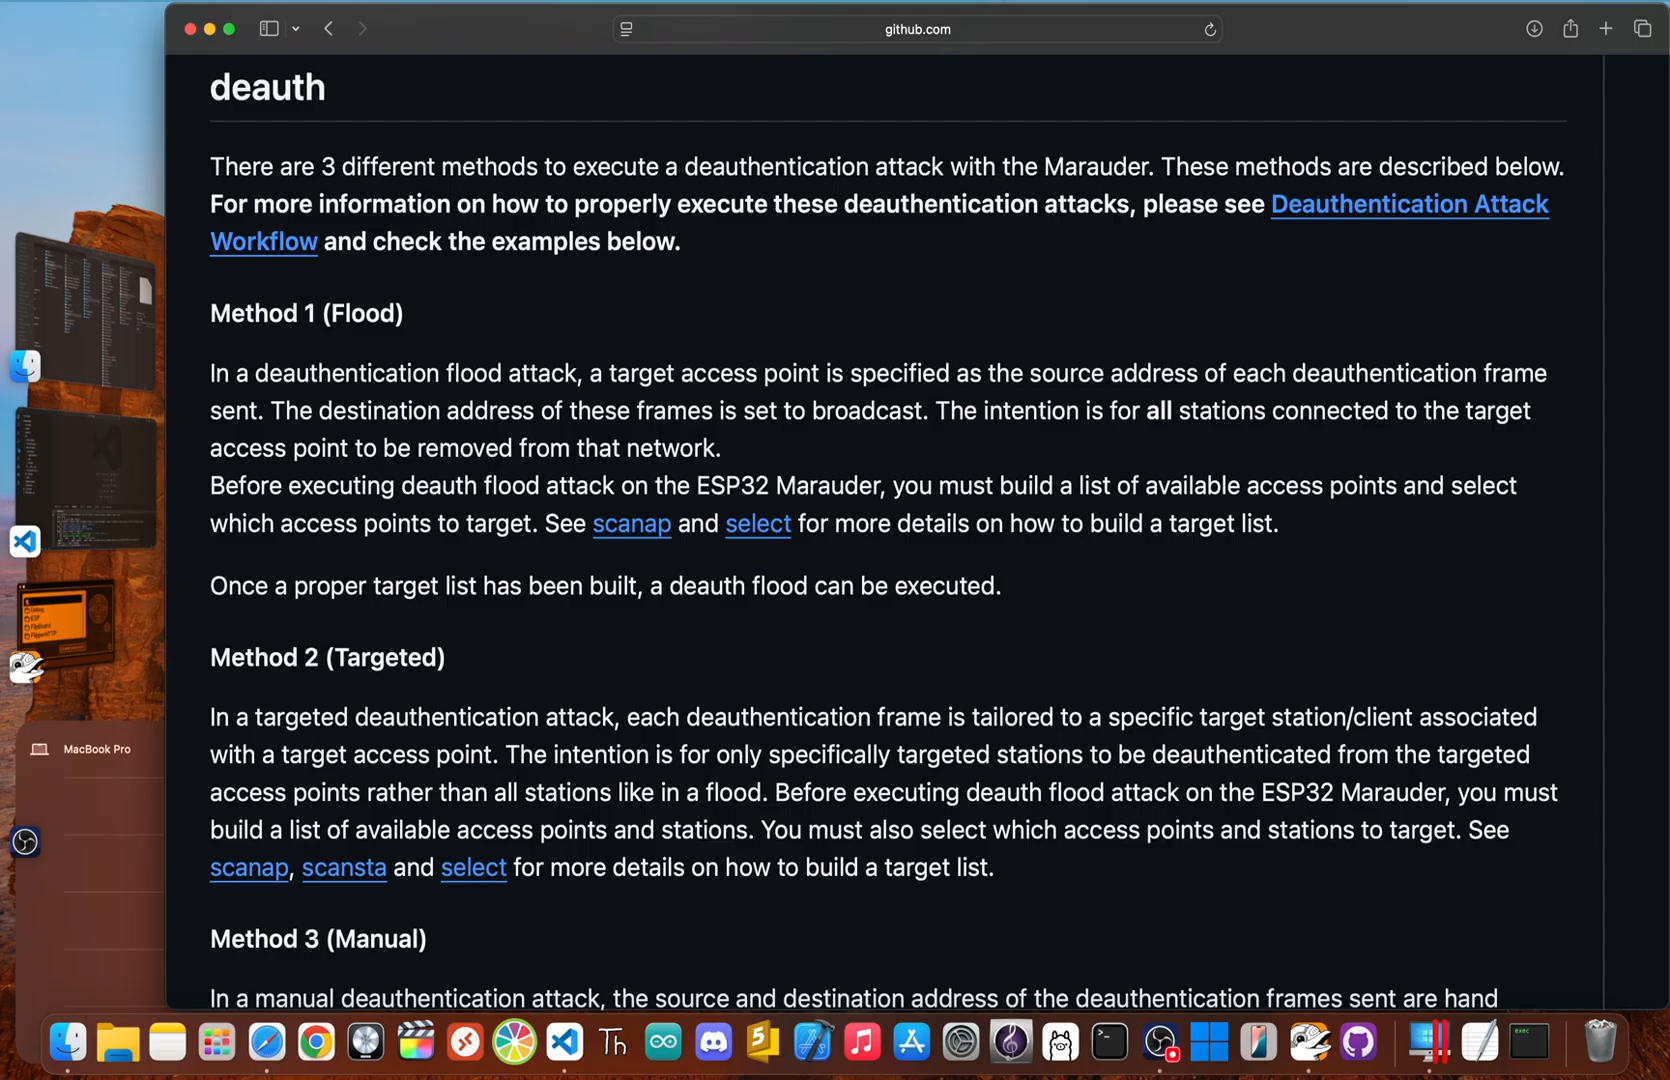 github.com
deauth
There are 3 different methods to execute a deauthentication attack with the Marauder. These methods are described below.
For more information on how to properly execute these deauthentication attacks, please see Deauthentication Attack
Workflow and check the examples below.
Method 1 (Flood)
In a deauthentication flood attack, a target access point is specified as the source address of each deauthentication frame
sent. The destination address of these frames is set to broadcast. The intention is for all stations connected to the target
access point to be removed from that network.
Before executing deauth flood attack on the ESP32 Marauder, you must build a list of available access points and select
which access points to target. See scanap and select for more details on how to build a target list.
Once a proper target list has been built, a deauth flood can be executed.
Method 2 (Targeted)
In a targeted deauthentication attack, each deauthentication frame is tailored to a specific target station/client associated
with a target access point. The intention is for only specifically targeted stations to be deauthenticated from the targeted
access points rather than all stations like in a flood. Before executing deauth flood attack on the ESP32 Marauder, you must
build a list of available access points and stations. You must also select which access points and stations to target. See
scanap, scansta and select for more details on how to build a target list.
Method 3 (Manual)
In a manual deauthentication attack, the source and destination address of the deauthentication frames sent are hand
Debug
ESP
FlipBoard
FlipperHTTP
MacBook Pro
Th
5
exec